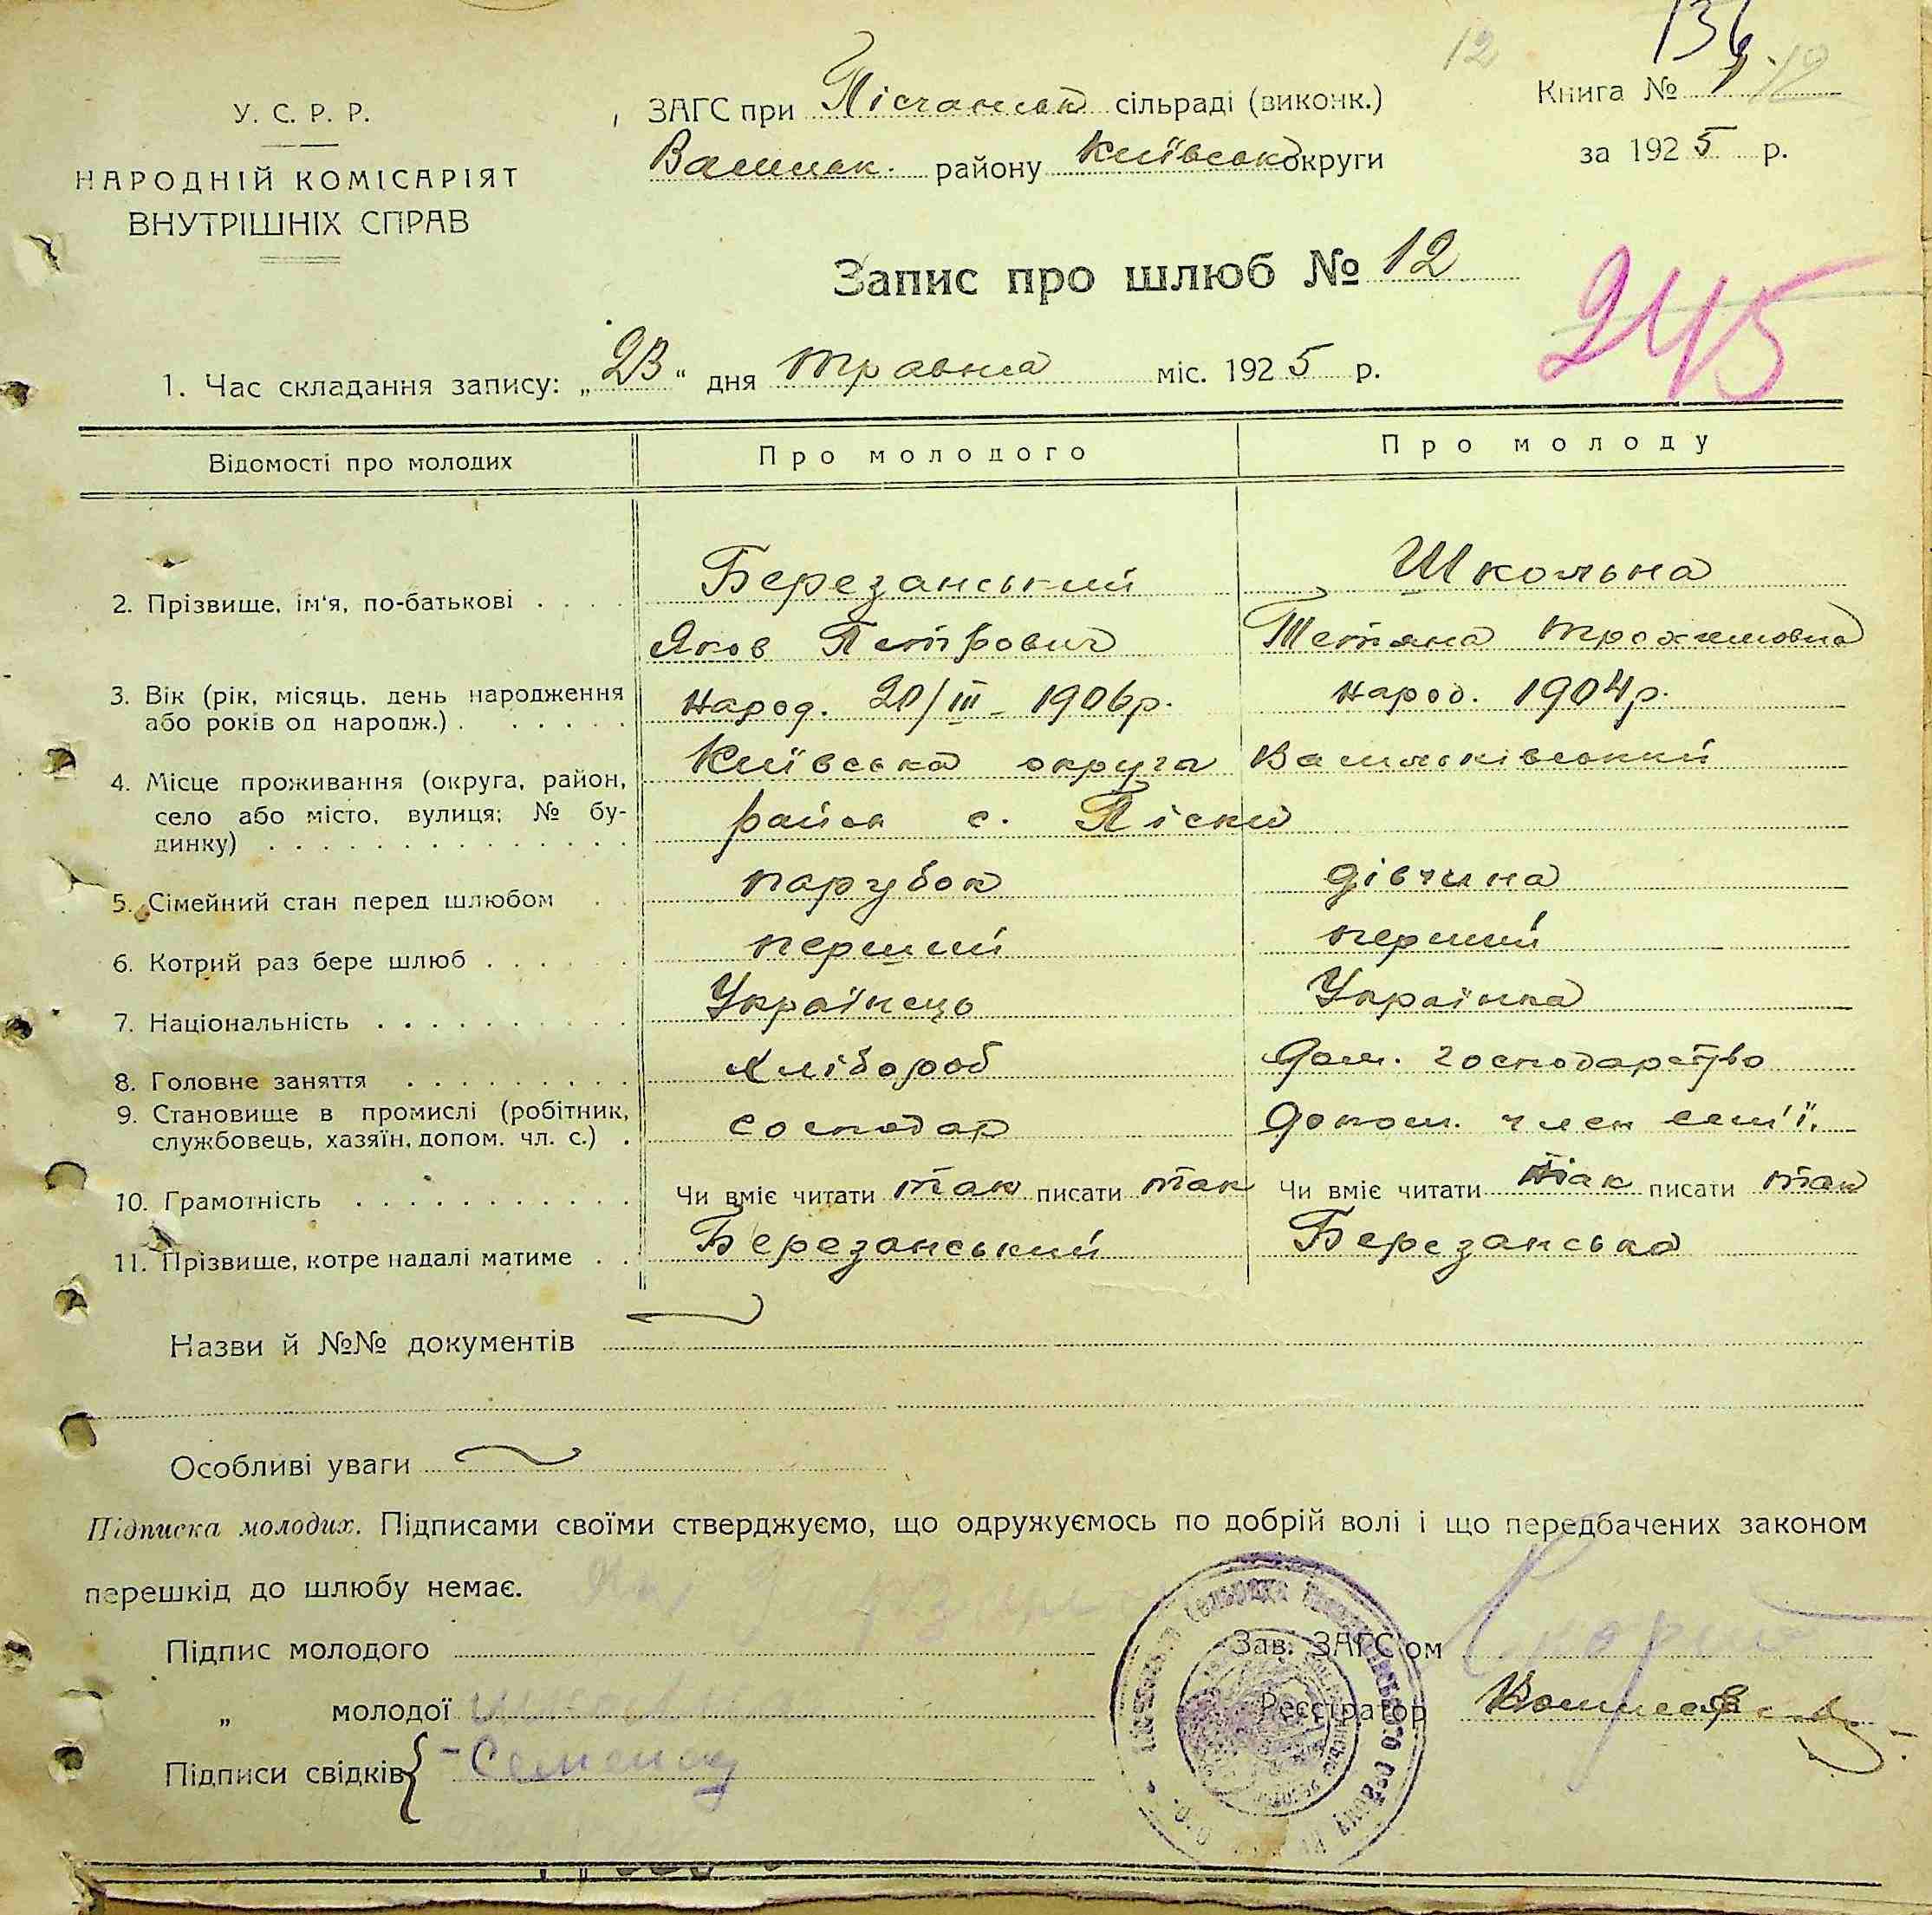 136
12
У. С. Р. Р.
НАРОДНІЙ КОМІСАРІЯТ
ВНУТРІШНІХ СПРАВ
ЗАГС при Пісчанськ сільраді (виконк.)
Васильк. району Київськ округи
Книга № 1 12
за 1925 р.
Запис про шлюб № 12
245
1. Час складання запису: „23“ дня травня міс. 1925 р.
Відомості про молодих Про молодого Про молоду
2. Прізвище, ім'я, по-батькові Березанський Школьна
Яков Петрович Тетяна Трохимовна
3. Вік (рік, місяць, день народження або років од народж.) Народ. 20/III - 1906р. Народ. 1904р.
4. Місце проживання (округа, район, Київська округа Васильківський
село або місто, вулиця; № бу- район с. Піски
динку)
5. Сімейний стан перед шлюбом парубок дівчина
6. Котрий раз бере шлюб перший перший
7. Національність Українець Українка
8. Головне заняття Хлібороб Дом. господарство
9. Становище в промислі (робітник, службовець, хазяїн, допом. чл. с.) Господар Допом. член сем'ї.
10. Грамотність Чи вміє читати так писати так Чи вміє читати так писати так
11. Прізвище, котре надалі матиме Березанський Березанська
Назви й №№ документів
Особливі уваги
Підписка молодих. Підписами своїми стверджуємо, що одружуємось по добрій волі і що передбачених законом
перешкід до шлюбу немає.
Підпис молодого
Зав. ЗАГС'ом
„ молодої
Реєстратор
Підписи свідків